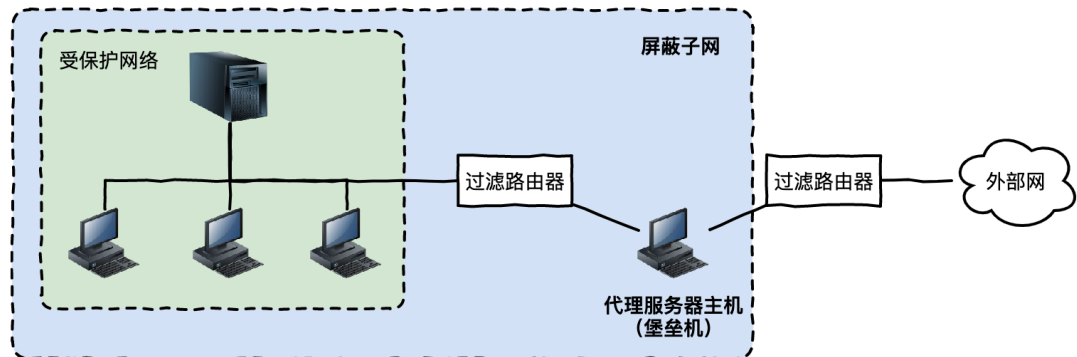 受保护网络
屏蔽子网
过滤路由器
过滤路由器
外部网
代理服务器主机
（堡垒机）